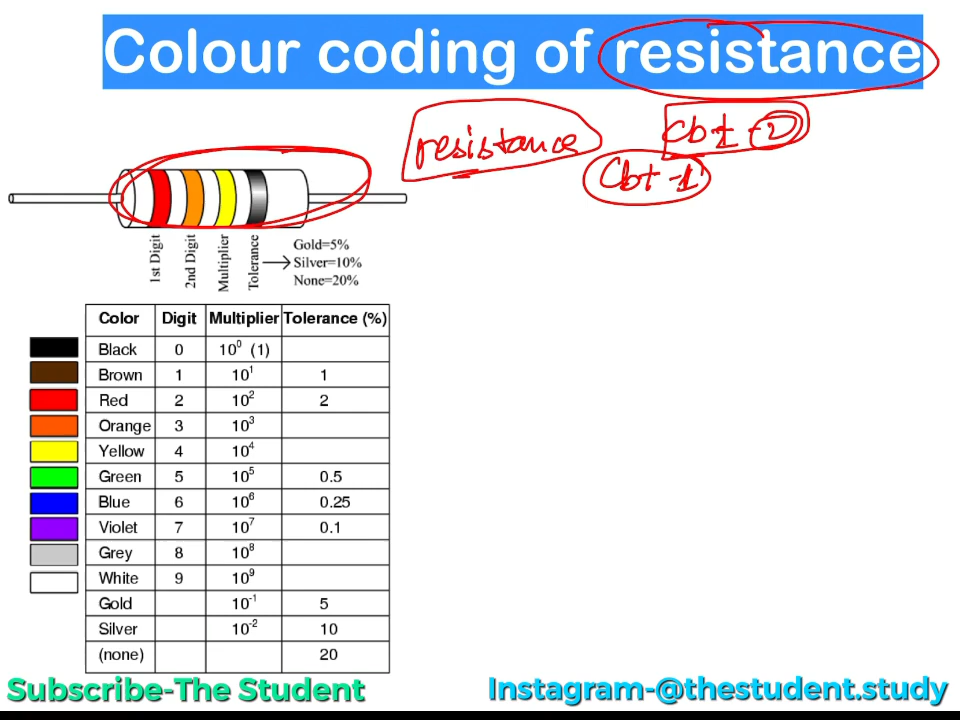 Colour coding of resistance
resistance
Cbt - 2
Cbt - 1
1st Digit
2nd Digit
Multiplier
Tolerance
Gold=5%
Silver=10%
None=20%
Color Digit Multiplier Tolerance (%)
Black 0 10⁰ (1)
Brown 1 10¹ 1
Red 2 10² 2
Orange 3 10³
Yellow 4 10⁴
Green 5 10⁵ 0.5
Blue 6 10⁶ 0.25
Violet 7 10⁷ 0.1
Grey 8 10⁸
White 9 10⁹
Gold 10⁻¹ 5
Silver 10⁻² 10
(none) 20
Subscribe-The Student
Instagram-@thestudent.study